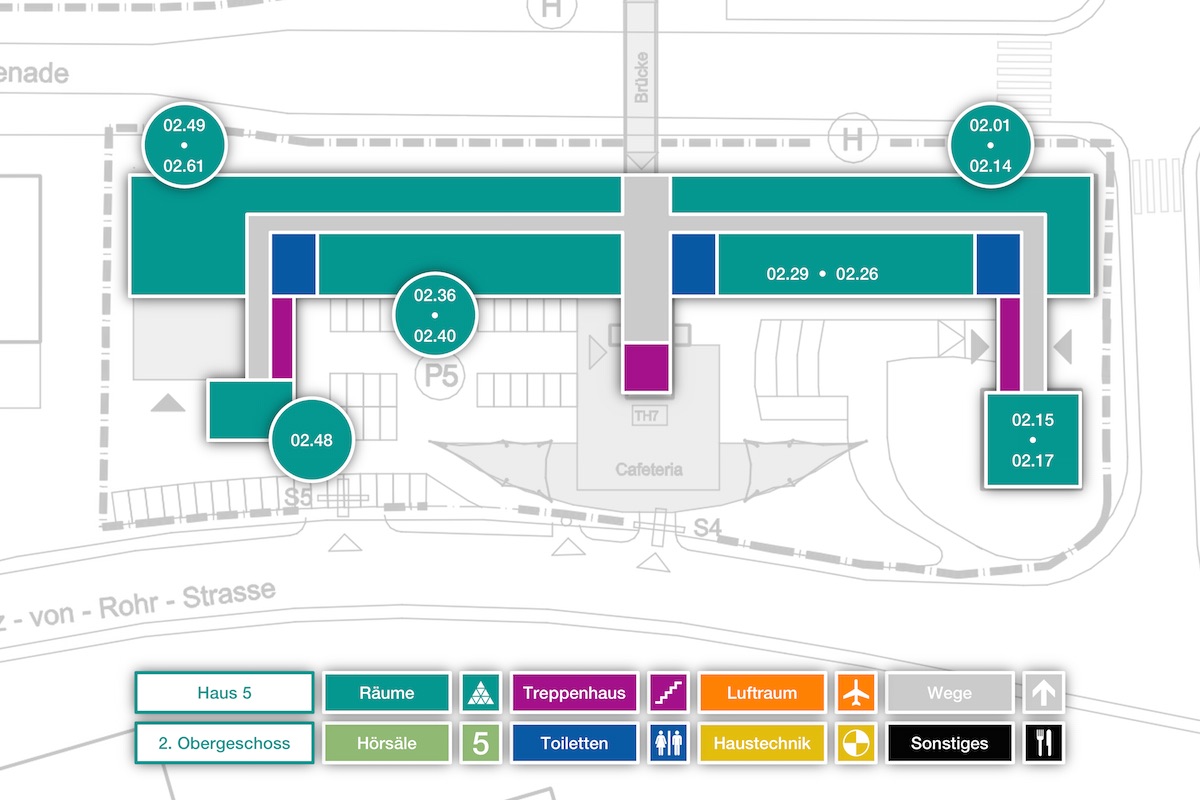 H
Brücke
enade
H
02.49
02.61
02.01
02.14
02.29 • 02.26
02.36
02.40
P5
TH7
Cafeteria
02.48
02.15
02.17
S5
S4
z - von - Rohr - Strasse
Haus 5
Räume
Treppenhaus
Luftraum
Wege
2. Obergeschoss
Hörsäle
5
Toiletten
Haustechnik
Sonstiges